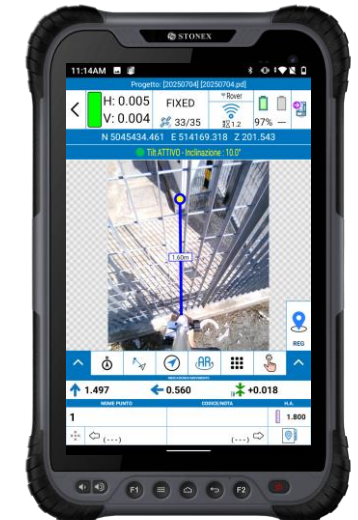 STONEX
11:14AM
Progetto: [20250704] [20250704.pd]
H: 0.005 FIXED Rover
V: 0.004 33/35 1.2 97% --
N 5045434.461 E 514169.318 Z 201.543
Tilt ATTIVO - Inclinazione : 10.0°
1.60m
REG
AR
1.497 0.560 +0.018
NOME PUNTO CODICE/NOTA H.A.
1 1.800
(---) (---)
F1 F2